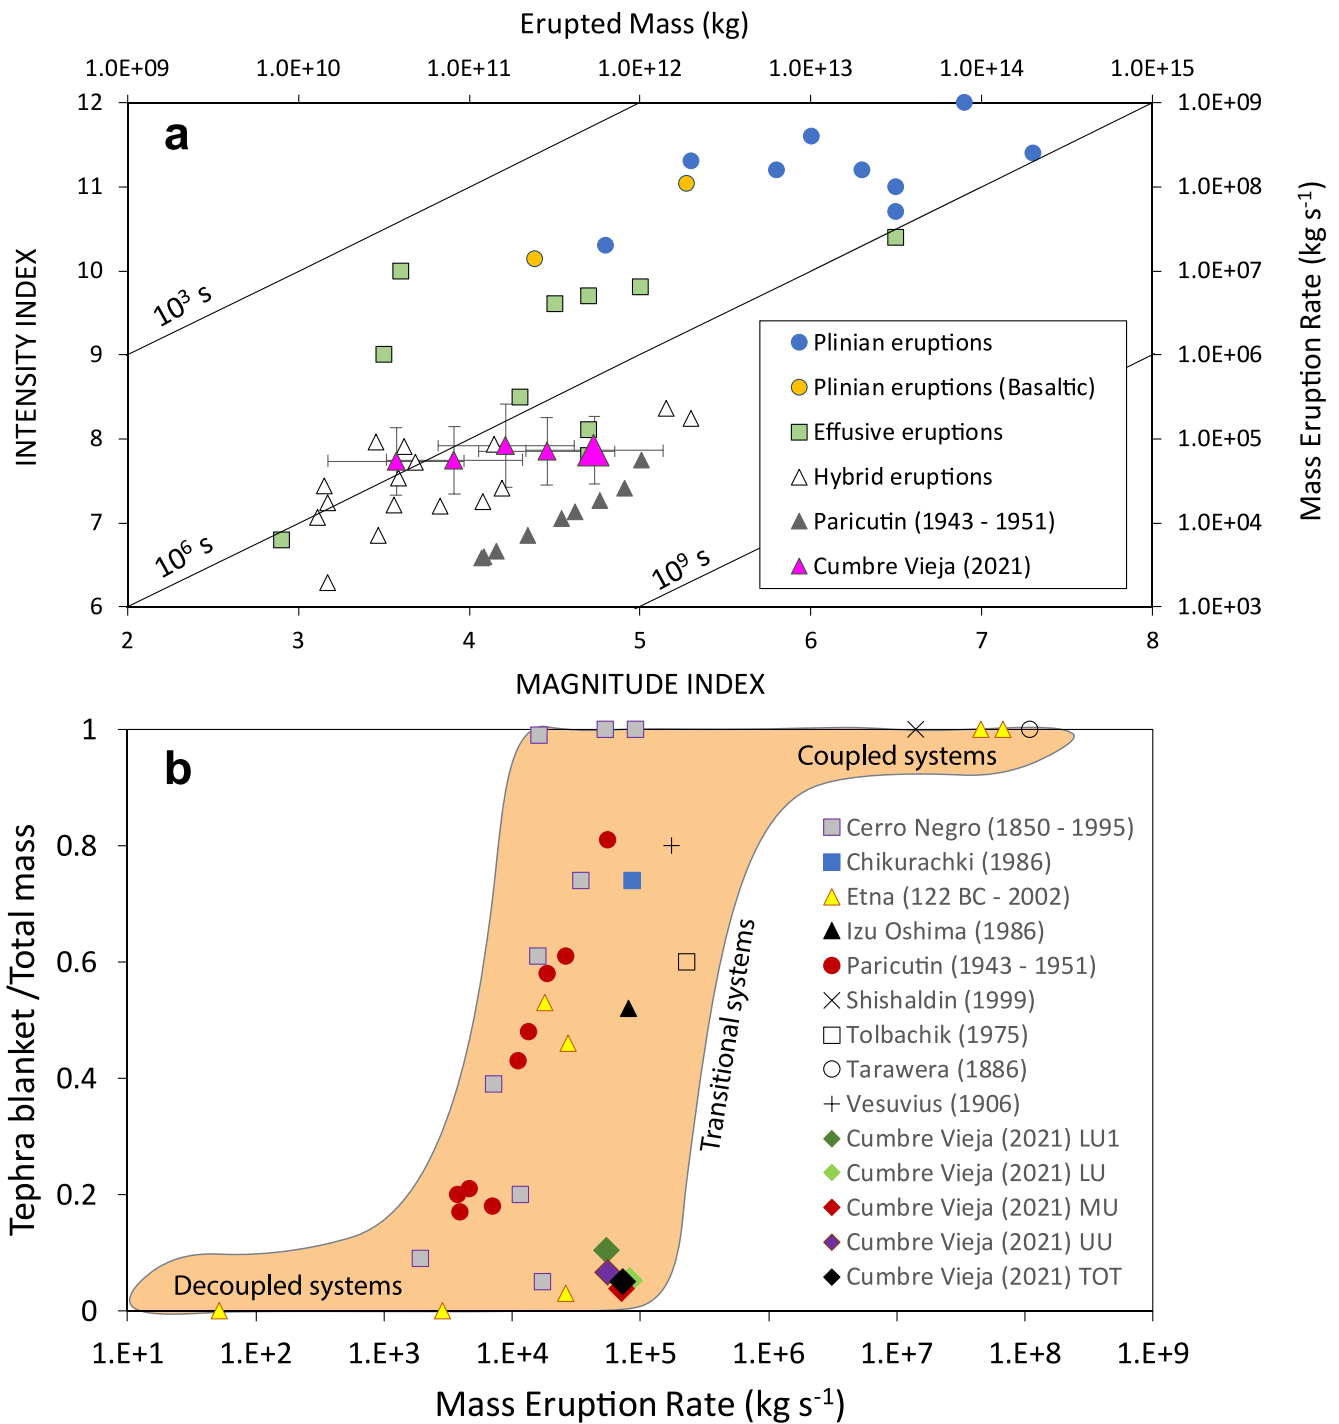 Erupted Mass (kg)
1.0E+09 1.0E+10 1.0E+11 1.0E+12 1.0E+13 1.0E+14 1.0E+15
a
INTENSITY INDEX
12
11
10
9
8
7
6
1.0E+09
1.0E+08
1.0E+07
1.0E+06
1.0E+05
1.0E+04
1.0E+03
Mass Eruption Rate (kg s⁻¹)
10³ s
10⁶ s
10⁹ s
Plinian eruptions
Plinian eruptions (Basaltic)
Effusive eruptions
Hybrid eruptions
Paricutin (1943 - 1951)
Cumbre Vieja (2021)
2 3 4 5 6 7 8
MAGNITUDE INDEX
b
Tephra blanket /Total mass
1
0.8
0.6
0.4
0.2
0
Coupled systems
Transitional systems
Decoupled systems
Cerro Negro (1850 - 1995)
Chikurachki (1986)
Etna (122 BC - 2002)
Izu Oshima (1986)
Paricutin (1943 - 1951)
Shishaldin (1999)
Tolbachik (1975)
Tarawera (1886)
Vesuvius (1906)
Cumbre Vieja (2021) LU1
Cumbre Vieja (2021) LU
Cumbre Vieja (2021) MU
Cumbre Vieja (2021) UU
Cumbre Vieja (2021) TOT
1.E+1 1.E+2 1.E+3 1.E+4 1.E+5 1.E+6 1.E+7 1.E+8 1.E+9
Mass Eruption Rate (kg s⁻¹)